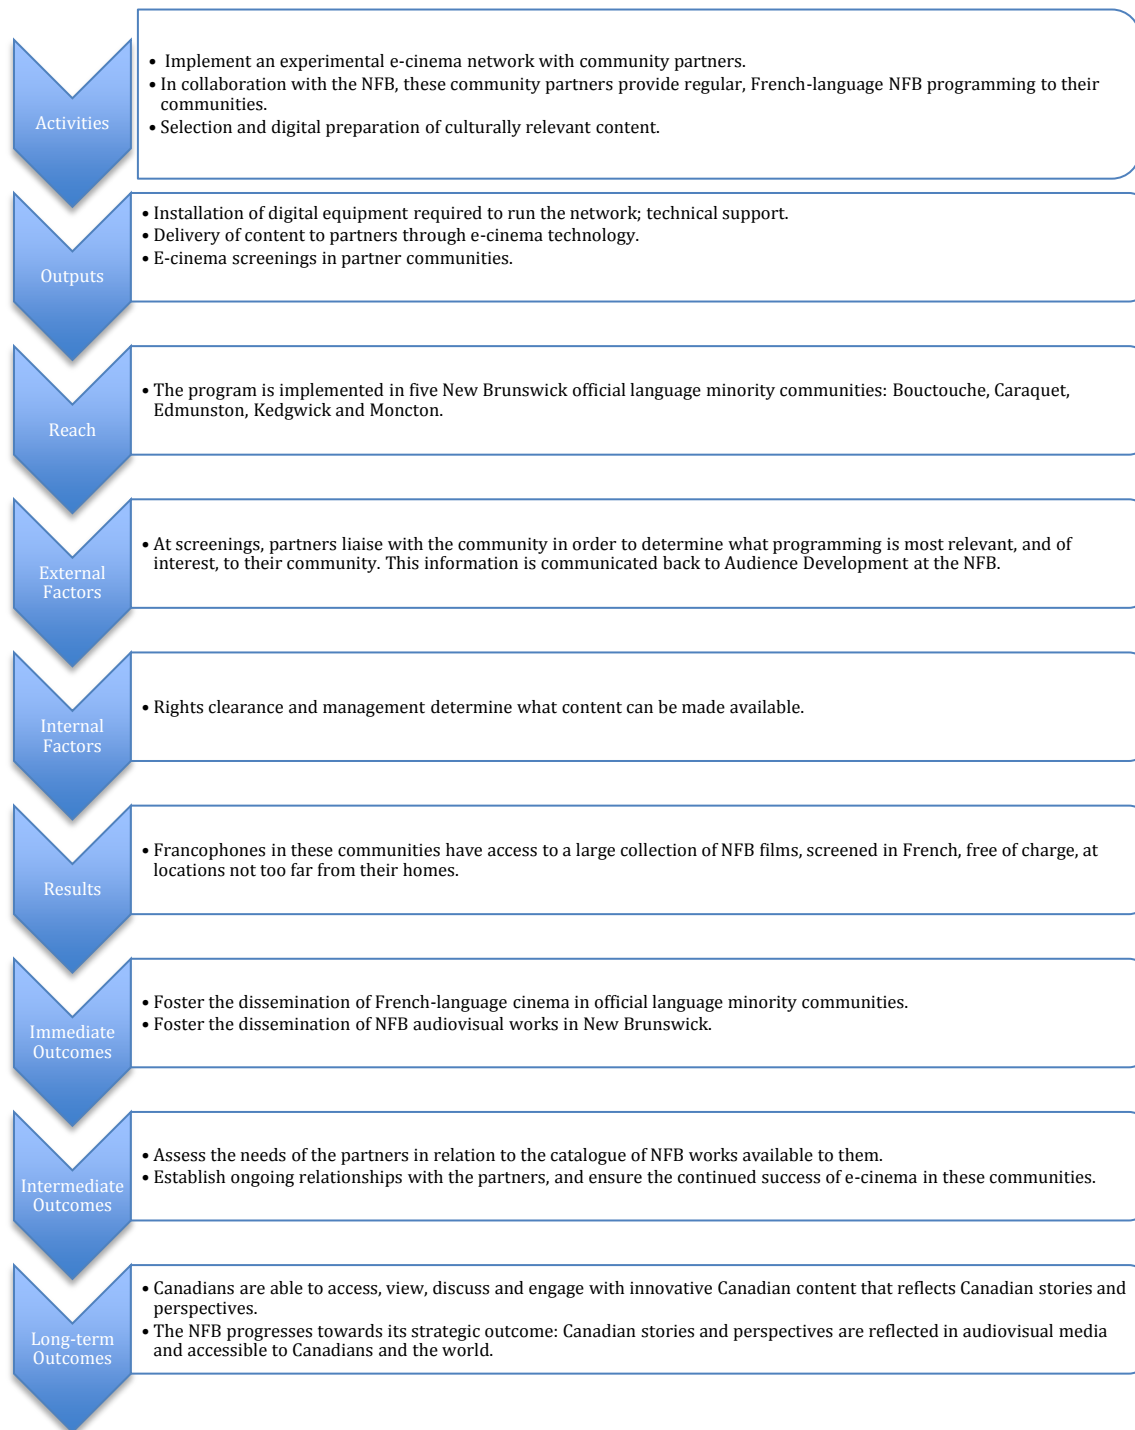 Activities
•  Implement an experimental e-cinema network with community partners.
• In collaboration with the NFB, these community partners provide regular, French-language NFB programming to their
communities.
• Selection and digital preparation of culturally relevant content.
Outputs
• Installation of digital equipment required to run the network; technical support.
• Delivery of content to partners through e-cinema technology.
• E-cinema screenings in partner communities.
Reach
• The program is implemented in five New Brunswick official language minority communities: Bouctouche, Caraquet,
Edmunston, Kedgwick and Moncton.
External
Factors
• At screenings, partners liaise with the community in order to determine what programming is most relevant, and of
interest, to their community. This information is communicated back to Audience Development at the NFB.
Internal
Factors
• Rights clearance and management determine what content can be made available.
Results
• Francophones in these communities have access to a large collection of NFB films, screened in French, free of charge, at
locations not too far from their homes.
Immediate
Outcomes
• Foster the dissemination of French-language cinema in official language minority communities.
• Foster the dissemination of NFB audiovisual works in New Brunswick.
Intermediate
Outcomes
• Assess the needs of the partners in relation to the catalogue of NFB works available to them.
• Establish ongoing relationships with the partners, and ensure the continued success of e-cinema in these communities.
Long-term
Outcomes
• Canadians are able to access, view, discuss and engage with innovative Canadian content that reflects Canadian stories and
perspectives.
• The NFB progresses towards its strategic outcome: Canadian stories and perspectives are reflected in audiovisual media
and accessible to Canadians and the world.